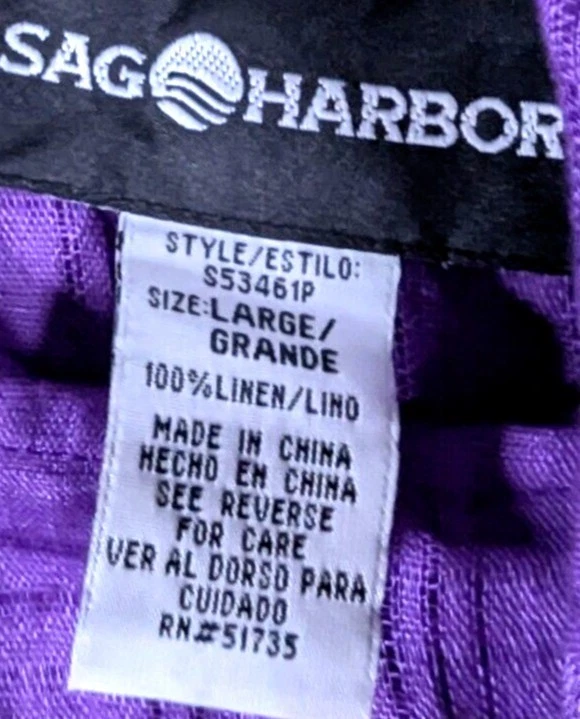 SAG HARBOR
STYLE/ESTILO:
S53461P
SIZE:LARGE/
GRANDE
100%LINEN/LINO
MADE IN CHINA
HECHO EN CHINA
SEE REVERSE
FOR CARE
VER AL DORSO PARA
CUIDADO
RN#51735